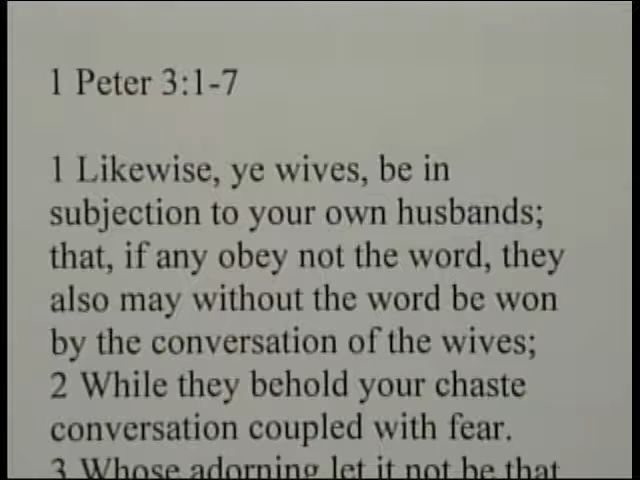 1 Peter 3:1-7
1 Likewise, ye wives, be in
subjection to your own husbands;
that, if any obey not the word, they
also may without the word be won
by the conversation of the wives;
2 While they behold your chaste
conversation coupled with fear.
3 Whose adorning let it not be that